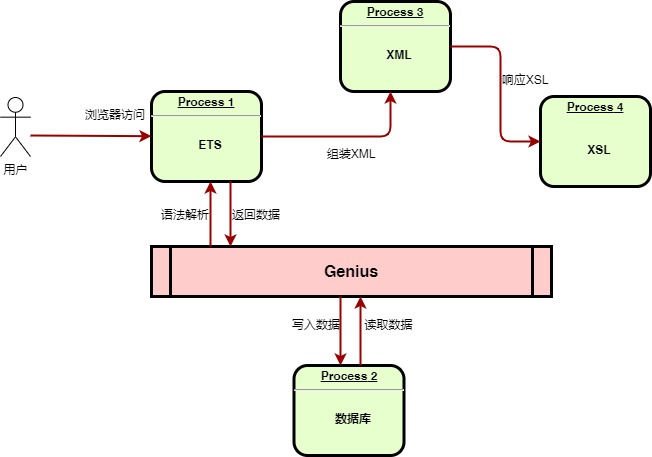 Process 3
XML
响应XSL
Process 1
浏览器访问
ETS
组装XML
Process 4
XSL
用户
语法解析
返回数据
Genius
写入数据
读取数据
Process 2
数据库